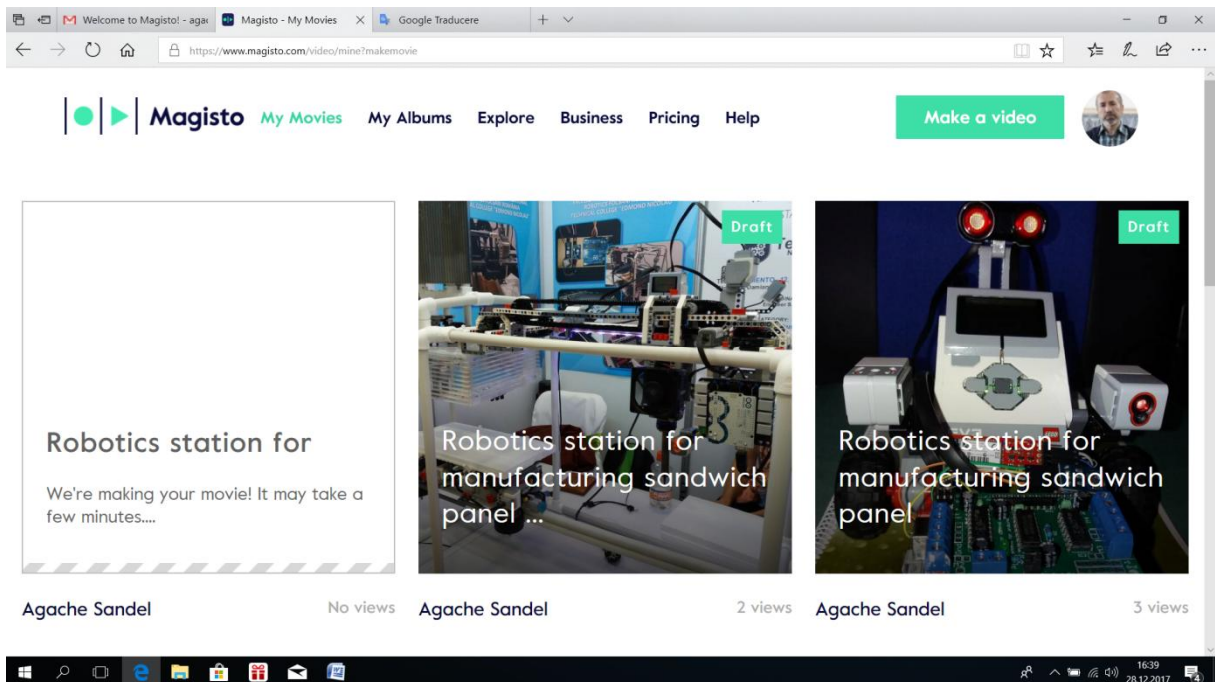 Welcome to Magisto! - agac
Magisto - My Movies
Google Traducere
https://www.magisto.com/video/mine?makemovie
Magisto
My Movies
My Albums
Explore
Business
Pricing
Help
Make a video
Draft
Draft
Robotics station for
We're making your movie! It may take a
few minutes....
Robotics station for
manufacturing sandwich
panel ...
Robotics station for
manufacturing sandwich
panel
EV3
LEGO
Agache Sandel
No views
Agache Sandel
2 views
Agache Sandel
3 views
16:39
28.12.2017